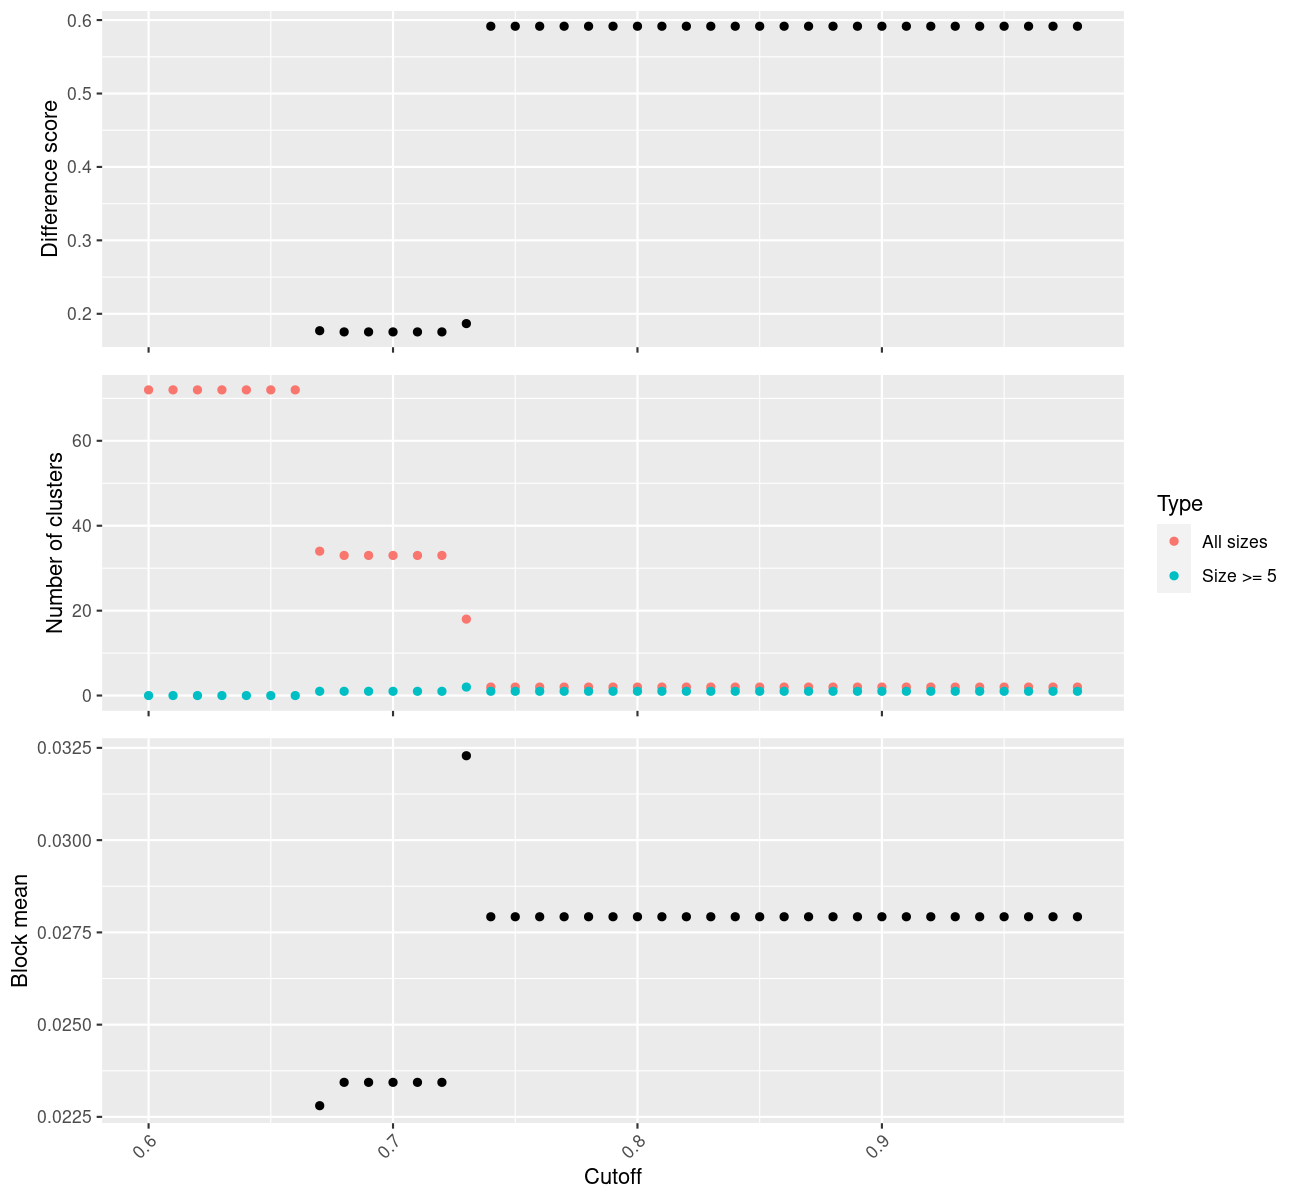 Difference score
0.6
0.5
0.4
0.3
0.2
Number of clusters
60
40
20
0
Type
All sizes
Size >= 5
Block mean
0.0325
0.0300
0.0275
0.0250
0.0225
0.6 0.7 0.8 0.9
Cutoff